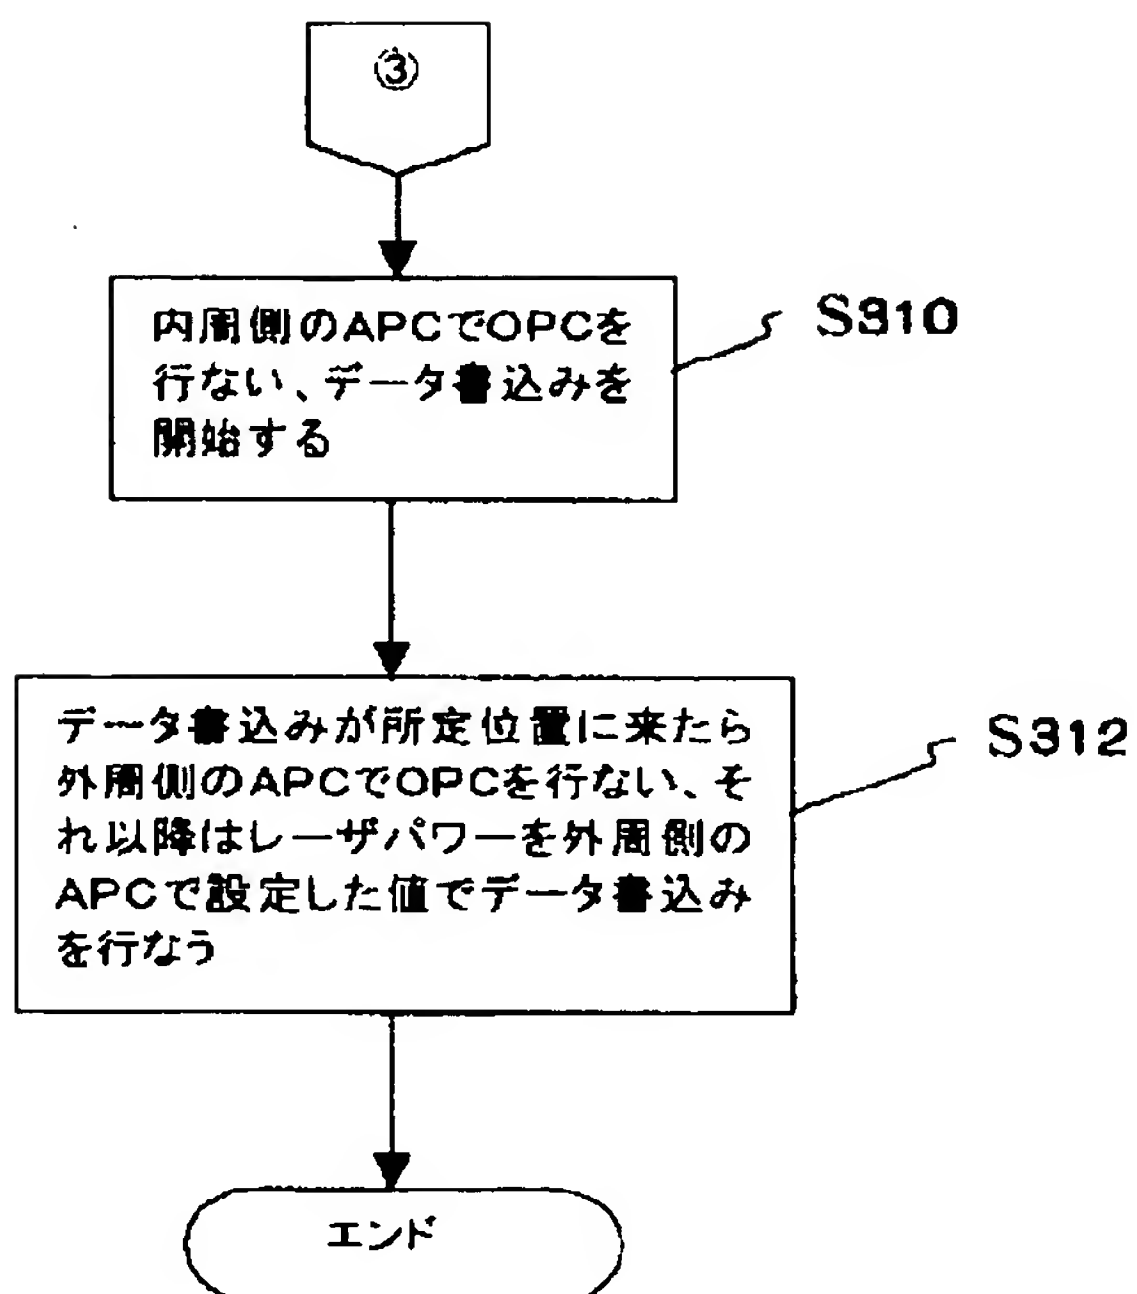 ③
内周側のAPCでOPCを
行ない、データ書込みを
開始する
S310
データ書込みが所定位置に来たら
外周側のAPCでOPCを行ない、そ
れ以降はレーザパワーを外周側の
APCで設定した値でデータ書込み
を行なう
S312
エンド